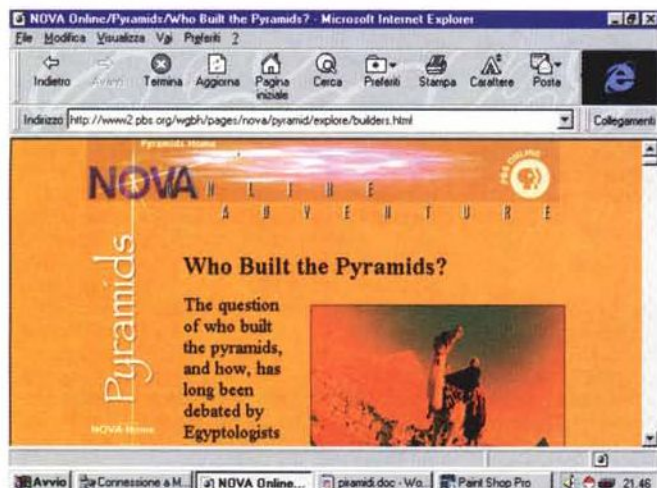 NOVA Online/Pyramids/Who Built the Pyramids? - Microsoft Internet Explorer
File Modifica Visualizza Vai Preferiti ?
Indietro Avanti Termina Aggiorna Pagina iniziale Cerca Preferiti Stampa Carattere Posta
Indirizzo http://www2.pbs.org/wgbh/pages/nova/pyramid/explore/builders.html Collegamenti
Pyramids Home
NOVA ONLINE
ADVENTURE
PBS ONLINE
Pyramids
Who Built the Pyramids?
The question
of who built
the pyramids,
and how, has
long been
debated by
Egyptologists
NOVA Home
Avvio Connessione a M... NOVA Online... piramidi.doc - Wo... Paint Shop Pro 21.46